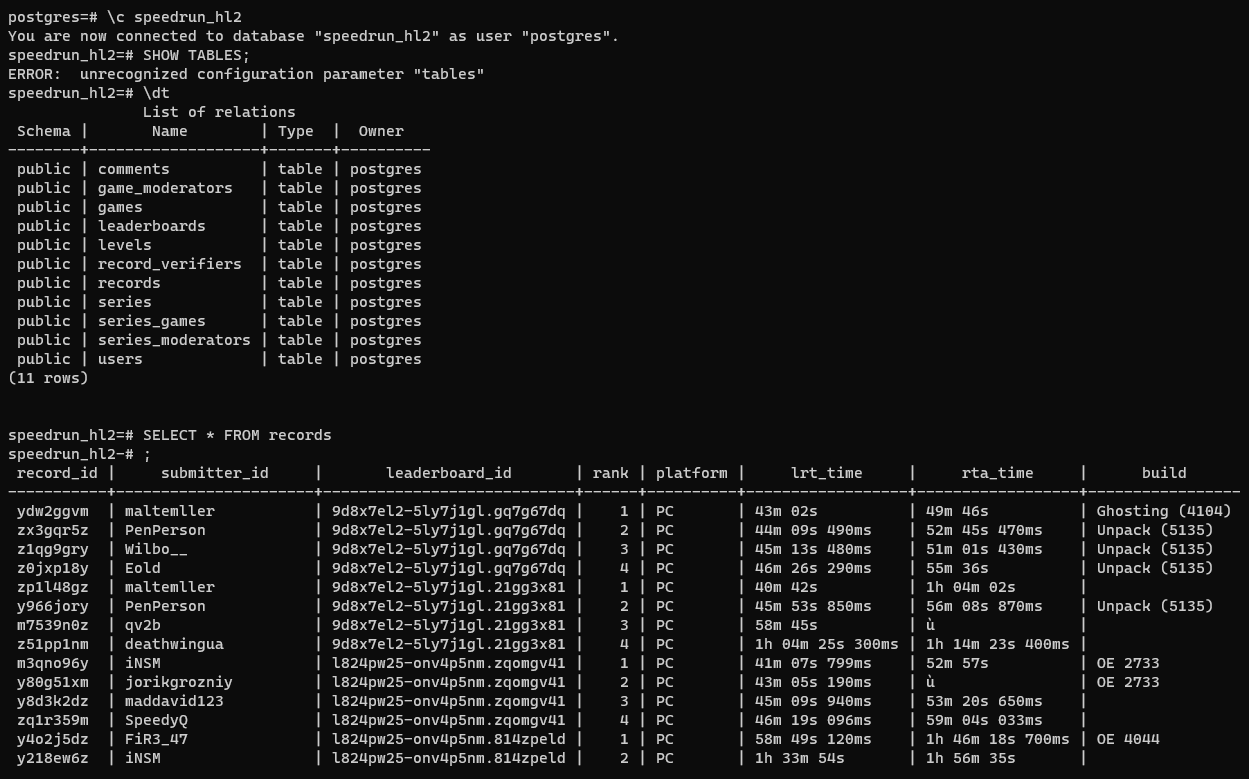 postgres=# \c speedrun_hl2
You are now connected to database "speedrun_hl2" as user "postgres".
speedrun_hl2=# SHOW TABLES;
ERROR:  unrecognized configuration parameter "tables"
speedrun_hl2=# \dt
               List of relations
 Schema |       Name        | Type  |  Owner
--------+-------------------+-------+----------
 public | comments          | table | postgres
 public | game_moderators   | table | postgres
 public | games             | table | postgres
 public | leaderboards      | table | postgres
 public | levels            | table | postgres
 public | record_verifiers  | table | postgres
 public | records           | table | postgres
 public | series            | table | postgres
 public | series_games      | table | postgres
 public | series_moderators | table | postgres
 public | users             | table | postgres
(11 rows)
speedrun_hl2=# SELECT * FROM records
speedrun_hl2-# ;
 record_id |     submitter_id     |       leaderboard_id       | rank | platform |     lrt_time     |     rta_time     |      build
-----------+----------------------+----------------------------+------+----------+------------------+------------------+-----------------
 ydw2ggvm  | maltemller           | 9d8x7el2-5ly7j1gl.gq7g67dq |    1 | PC       | 43m 02s          | 49m 46s          | Ghosting (4104)
 zx3gqr5z  | PenPerson            | 9d8x7el2-5ly7j1gl.gq7g67dq |    2 | PC       | 44m 09s 490ms    | 52m 45s 470ms    | Unpack (5135)
 z1qg9gry  | Wilbo__              | 9d8x7el2-5ly7j1gl.gq7g67dq |    3 | PC       | 45m 13s 480ms    | 51m 01s 430ms    | Unpack (5135)
 z0jxp18y  | Eold                 | 9d8x7el2-5ly7j1gl.gq7g67dq |    4 | PC       | 46m 26s 290ms    | 55m 36s          | Unpack (5135)
 zp1l48gz  | maltemller           | 9d8x7el2-5ly7j1gl.21gg3x81 |    1 | PC       | 40m 42s          | 1h 04m 02s       |
 y966jory  | PenPerson            | 9d8x7el2-5ly7j1gl.21gg3x81 |    2 | PC       | 45m 53s 850ms    | 56m 08s 870ms    | Unpack (5135)
 m7539n0z  | qv2b                 | 9d8x7el2-5ly7j1gl.21gg3x81 |    3 | PC       | 58m 45s          | ù                |
 z51pp1nm  | deathwingua          | 9d8x7el2-5ly7j1gl.21gg3x81 |    4 | PC       | 1h 04m 25s 300ms | 1h 14m 23s 400ms |
 m3qno96y  | iNSM                 | l824pw25-onv4p5nm.zqomgv41 |    1 | PC       | 41m 07s 799ms    | 52m 57s          | OE 2733
 y80g51xm  | jorikgrozniy         | l824pw25-onv4p5nm.zqomgv41 |    2 | PC       | 43m 05s 190ms    | ù                | OE 2733
 y8d3k2dz  | maddavid123          | l824pw25-onv4p5nm.zqomgv41 |    3 | PC       | 45m 09s 940ms    | 53m 20s 650ms    |
 zq1r359m  | SpeedyQ              | l824pw25-onv4p5nm.zqomgv41 |    4 | PC       | 46m 19s 096ms    | 59m 04s 033ms    |
 y4o2j5dz  | FiR3_47              | l824pw25-onv4p5nm.814zpeld |    1 | PC       | 58m 49s 120ms    | 1h 46m 18s 700ms | OE 4044
 y218ew6z  | iNSM                 | l824pw25-onv4p5nm.814zpeld |    2 | PC       | 1h 33m 54s       | 1h 56m 35s       |